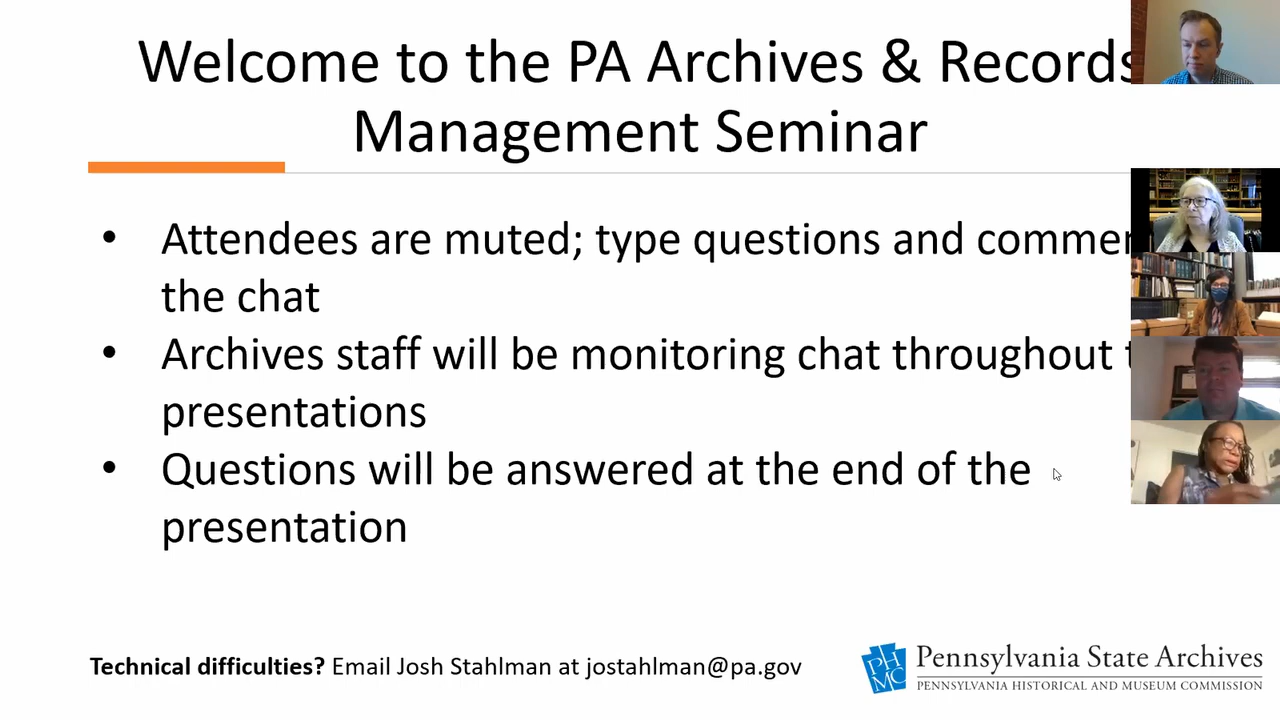 Welcome to the PA Archives & Records
Management Seminar
• Attendees are muted; type questions and
the chat
• Archives staff will be monitoring chat throughout
presentations
• Questions will be answered at the end of the
presentation
Technical difficulties? Email Josh Stahlman at jostahlman@pa.gov
PHMC
Pennsylvania State Archives
PENNSYLVANIA HISTORICAL AND MUSEUM COMMISSION